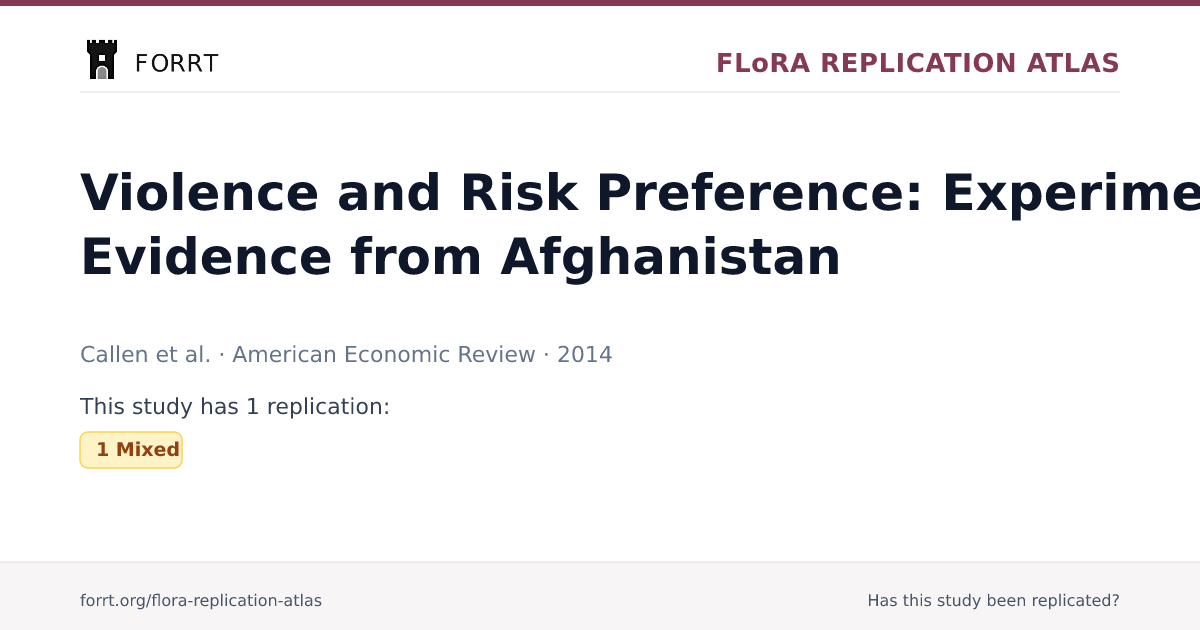 FORRT
FLoRA REPLICATION ATLAS
Violence and Risk Preference: Experime
Evidence from Afghanistan
Callen et al. · American Economic Review · 2014
This study has 1 replication:
1 Mixed
forrt.org/flora-replication-atlas
Has this study been replicated?